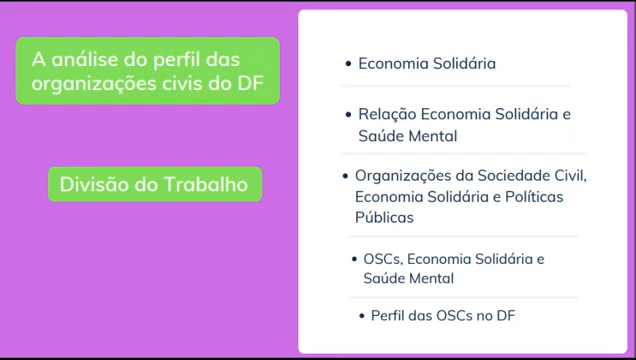 A análise do perfil das
organizações civis do DF
Divisão do Trabalho
• Economia Solidária
• Relação Economia Solidária e
Saúde Mental
• Organizações da Sociedade Civil,
Economia Solidária e Políticas
Públicas
• OSCs, Economia Solidária e
Saúde Mental
• Perfil das OSCs no DF